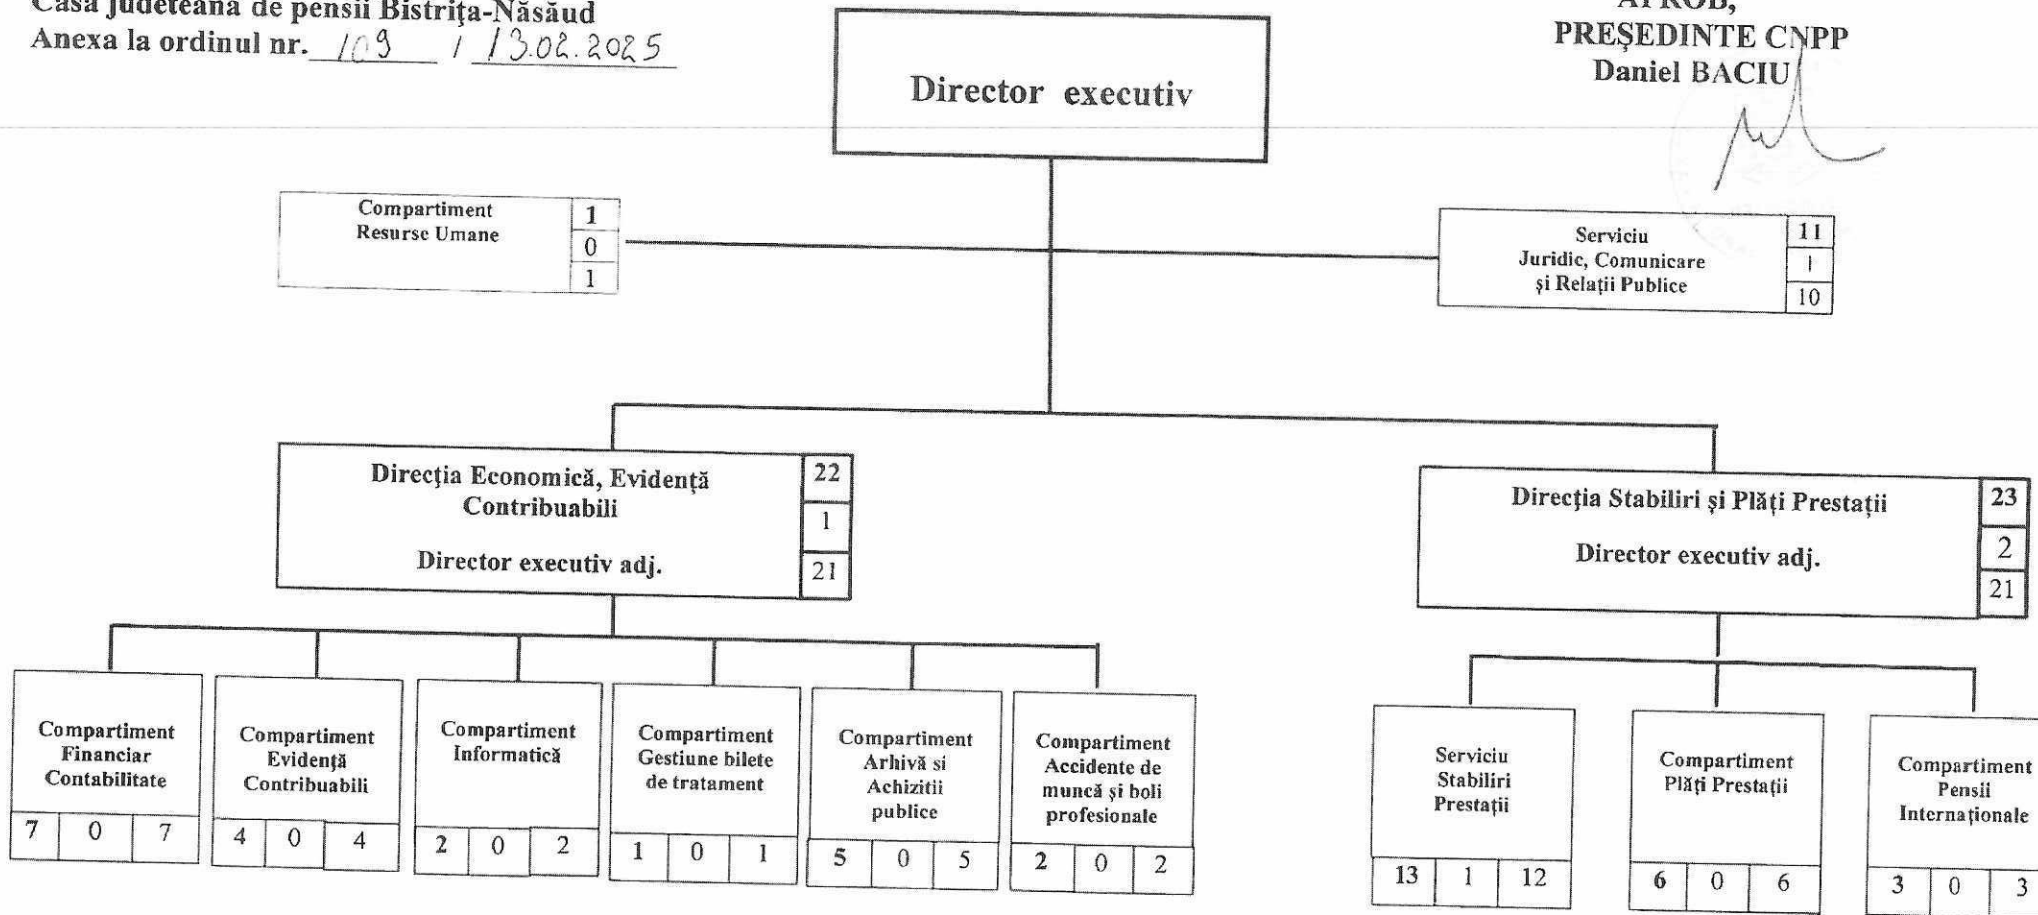 Casa județeană de pensii Bistrița-Năsăud
Anexa la ordinul nr. 109 / 13.02.2025
APROB,
PREȘEDINTE CNPP
Daniel BACIU
Director executiv
Compartiment
Resurse Umane
1
0
1
Serviciu
Juridic, Comunicare
și Relații Publice
11
1
10
Direcția Economică, Evidență
Contribuabili
Director executiv adj.
22
1
21
Direcția Stabiliri și Plăți Prestații
Director executiv adj.
23
2
21
Compartiment
Financiar
Contabilitate
7 0 7
Compartiment
Evidență
Contribuabili
4 0 4
Compartiment
Informatică
2 0 2
Compartiment
Gestiune bilete
de tratament
1 0 1
Compartiment
Arhivă si
Achizitii
publice
5 0 5
Compartiment
Accidente de
muncă și boli
profesionale
2 0 2
Serviciu
Stabiliri
Prestații
13 1 12
Compartiment
Plăți Prestații
6 0 6
Compartiment
Pensii
Internaționale
3 0 3